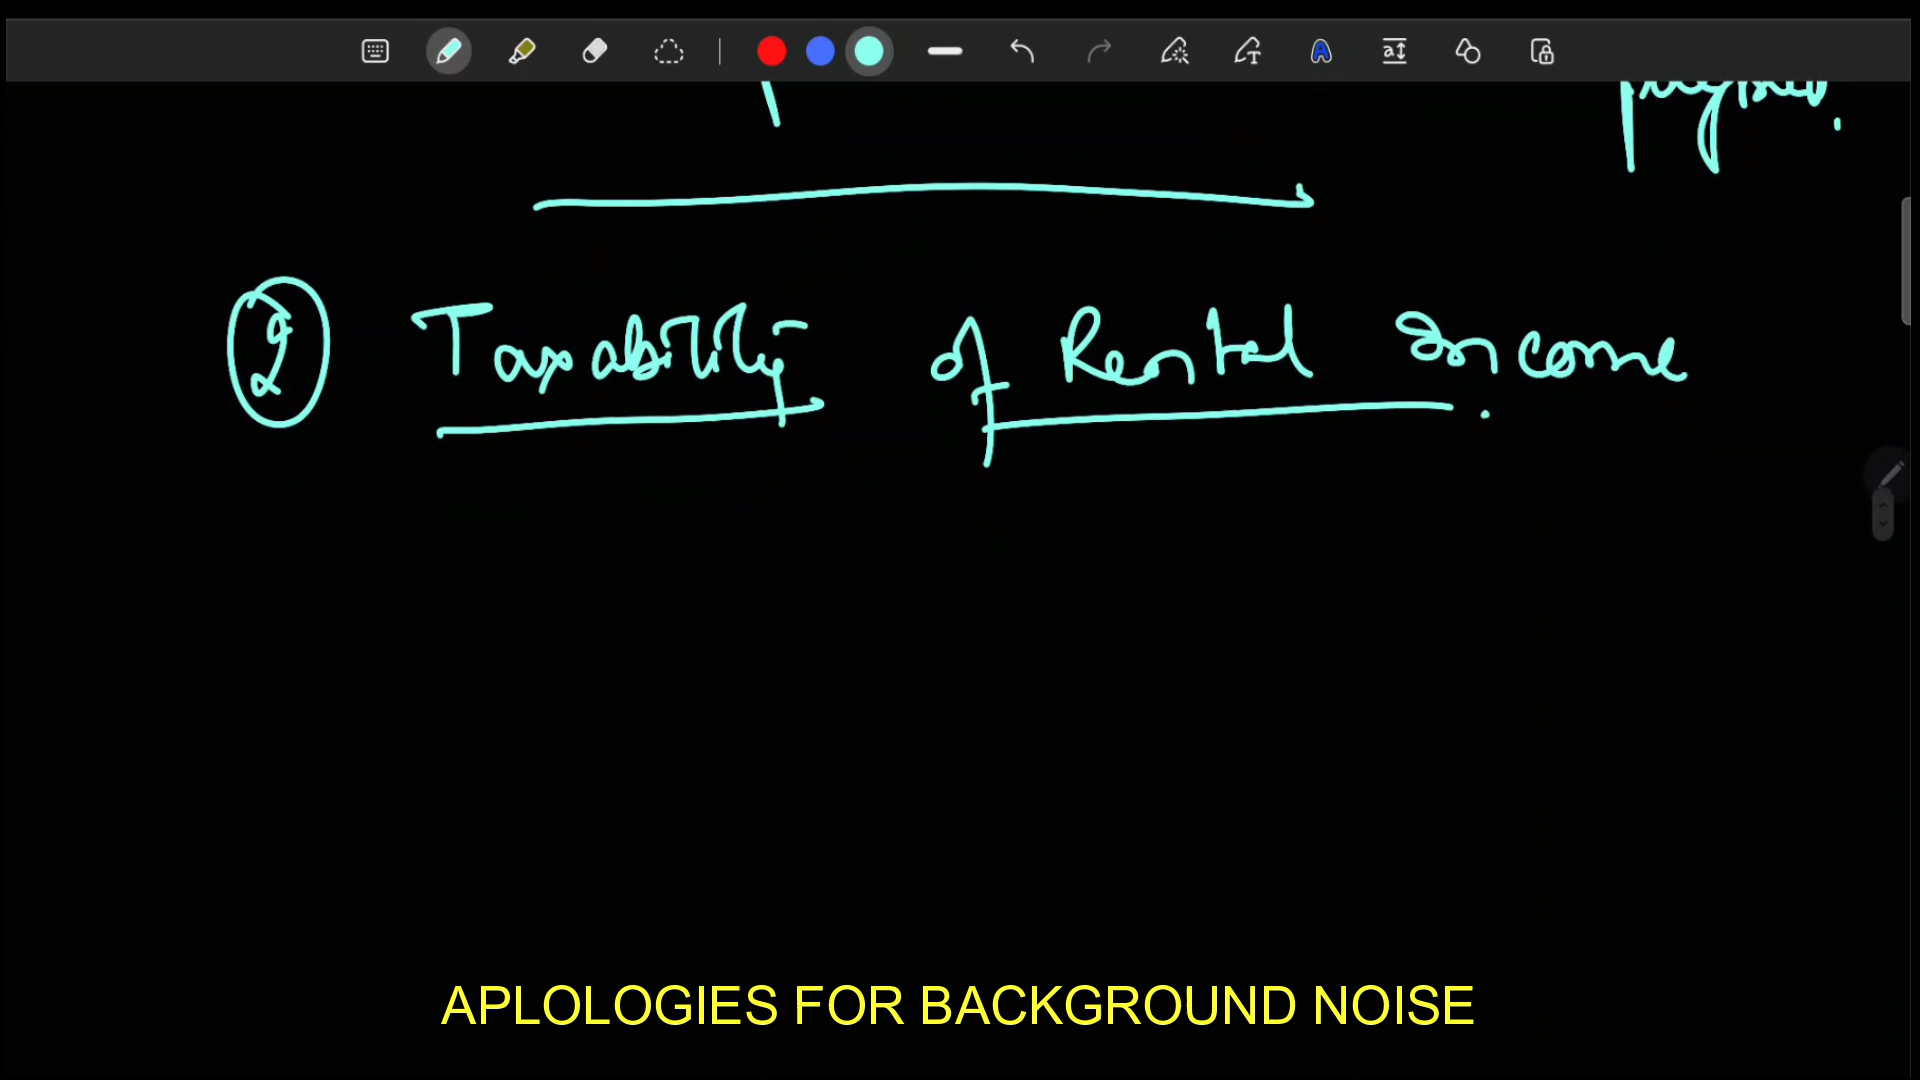 ② Taxability of Rental Income.
APLOLOGIES FOR BACKGROUND NOISE